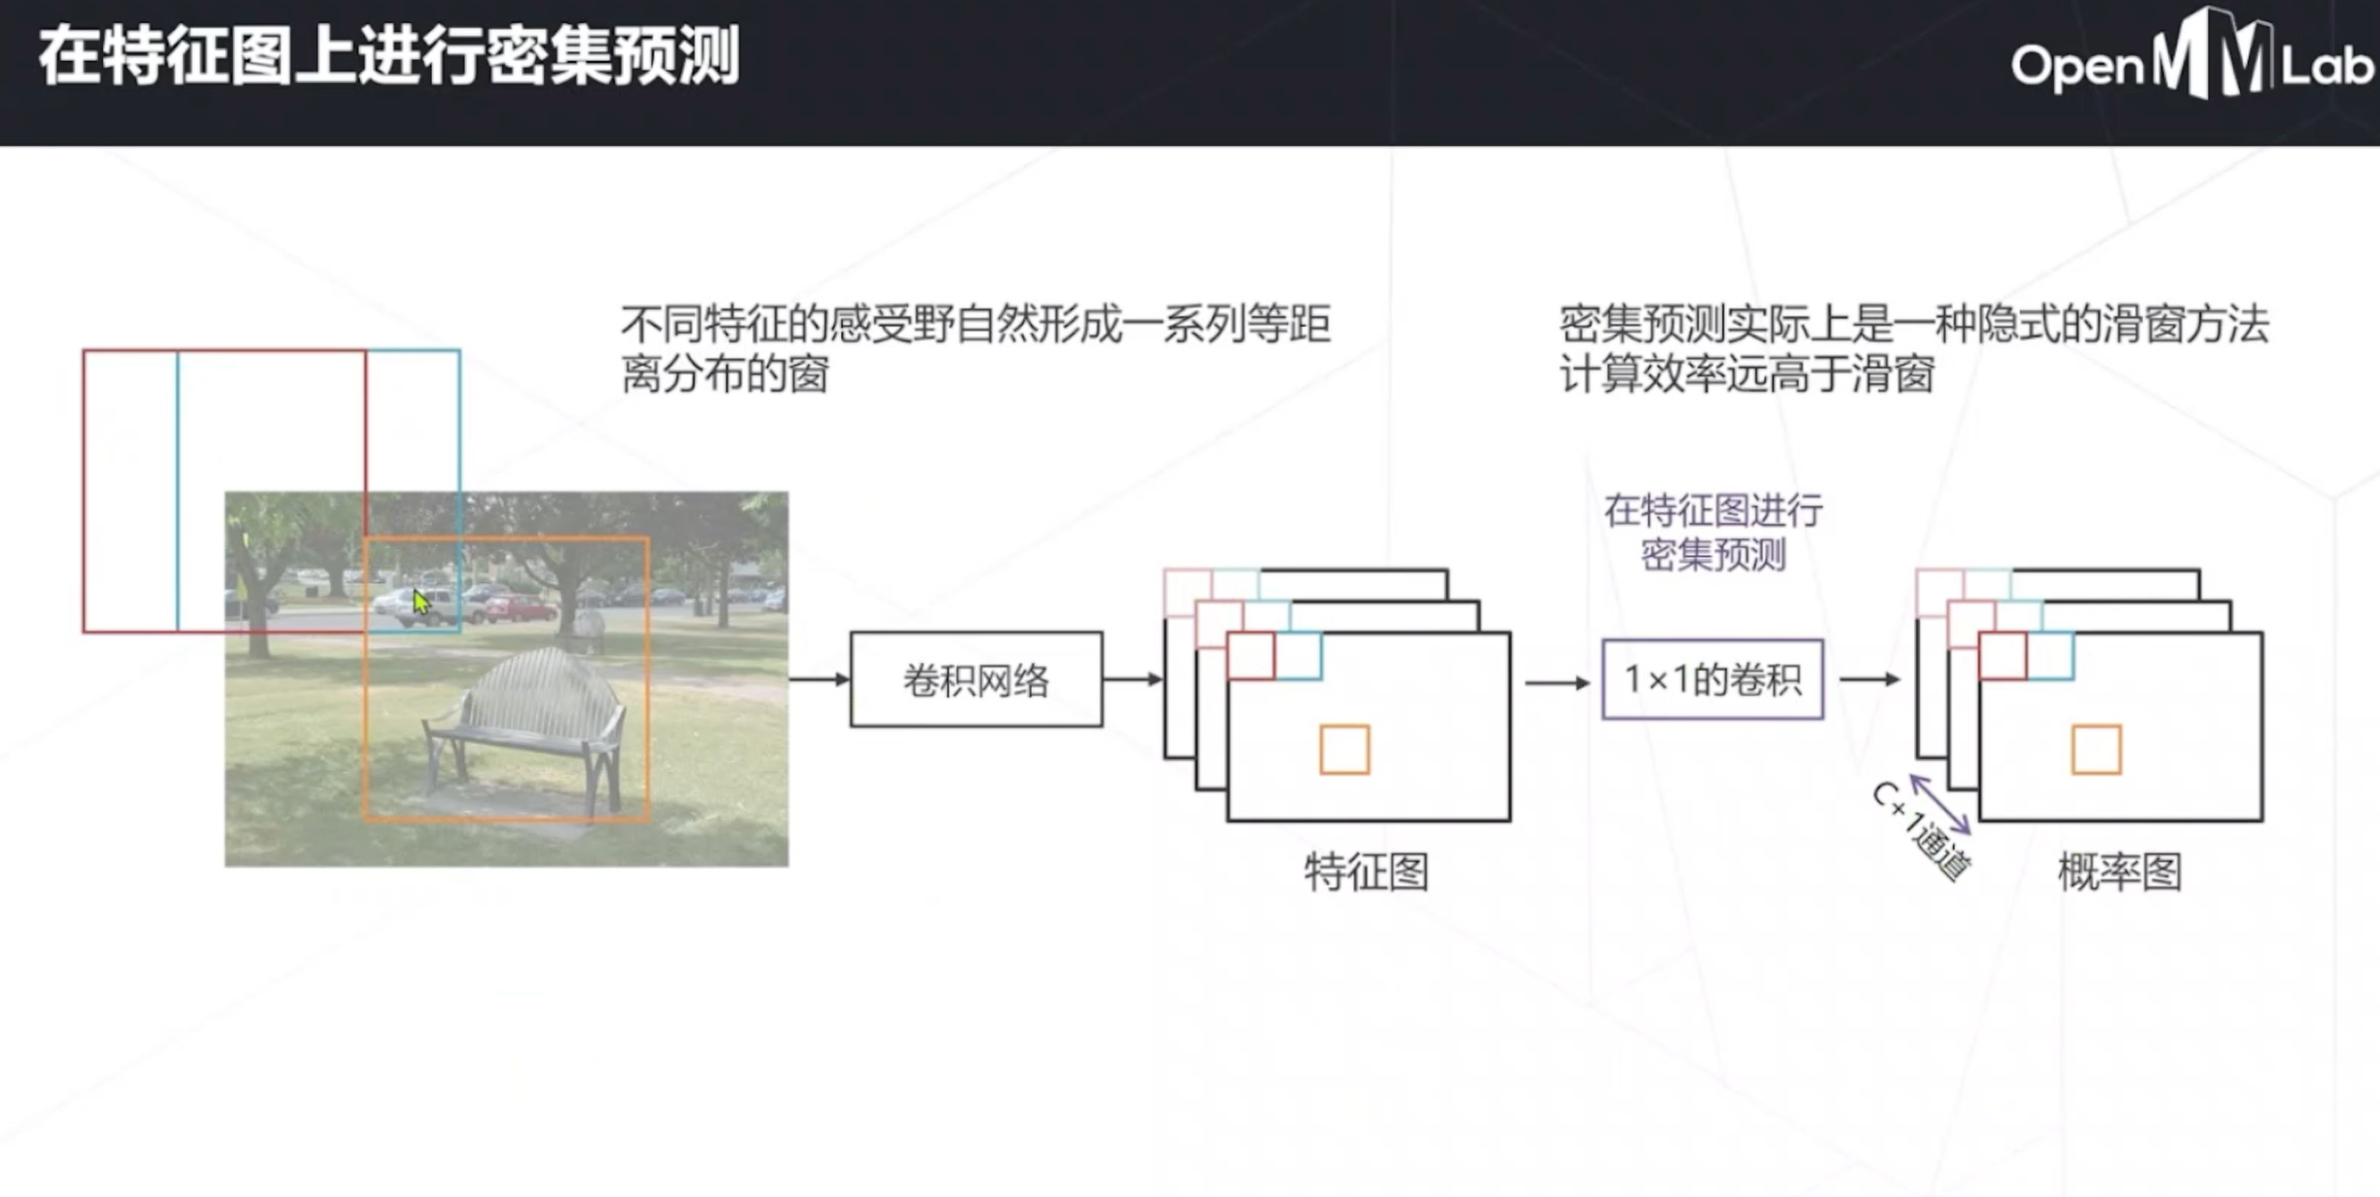 在特征图上进行密集预测
OpenMMLab
不同特征的感受野自然形成一系列等距
离分布的窗
密集预测实际上是一种隐式的滑窗方法
计算效率远高于滑窗
在特征图进行
密集预测
卷积网络
1×1的卷积
C+1通道
特征图
概率图